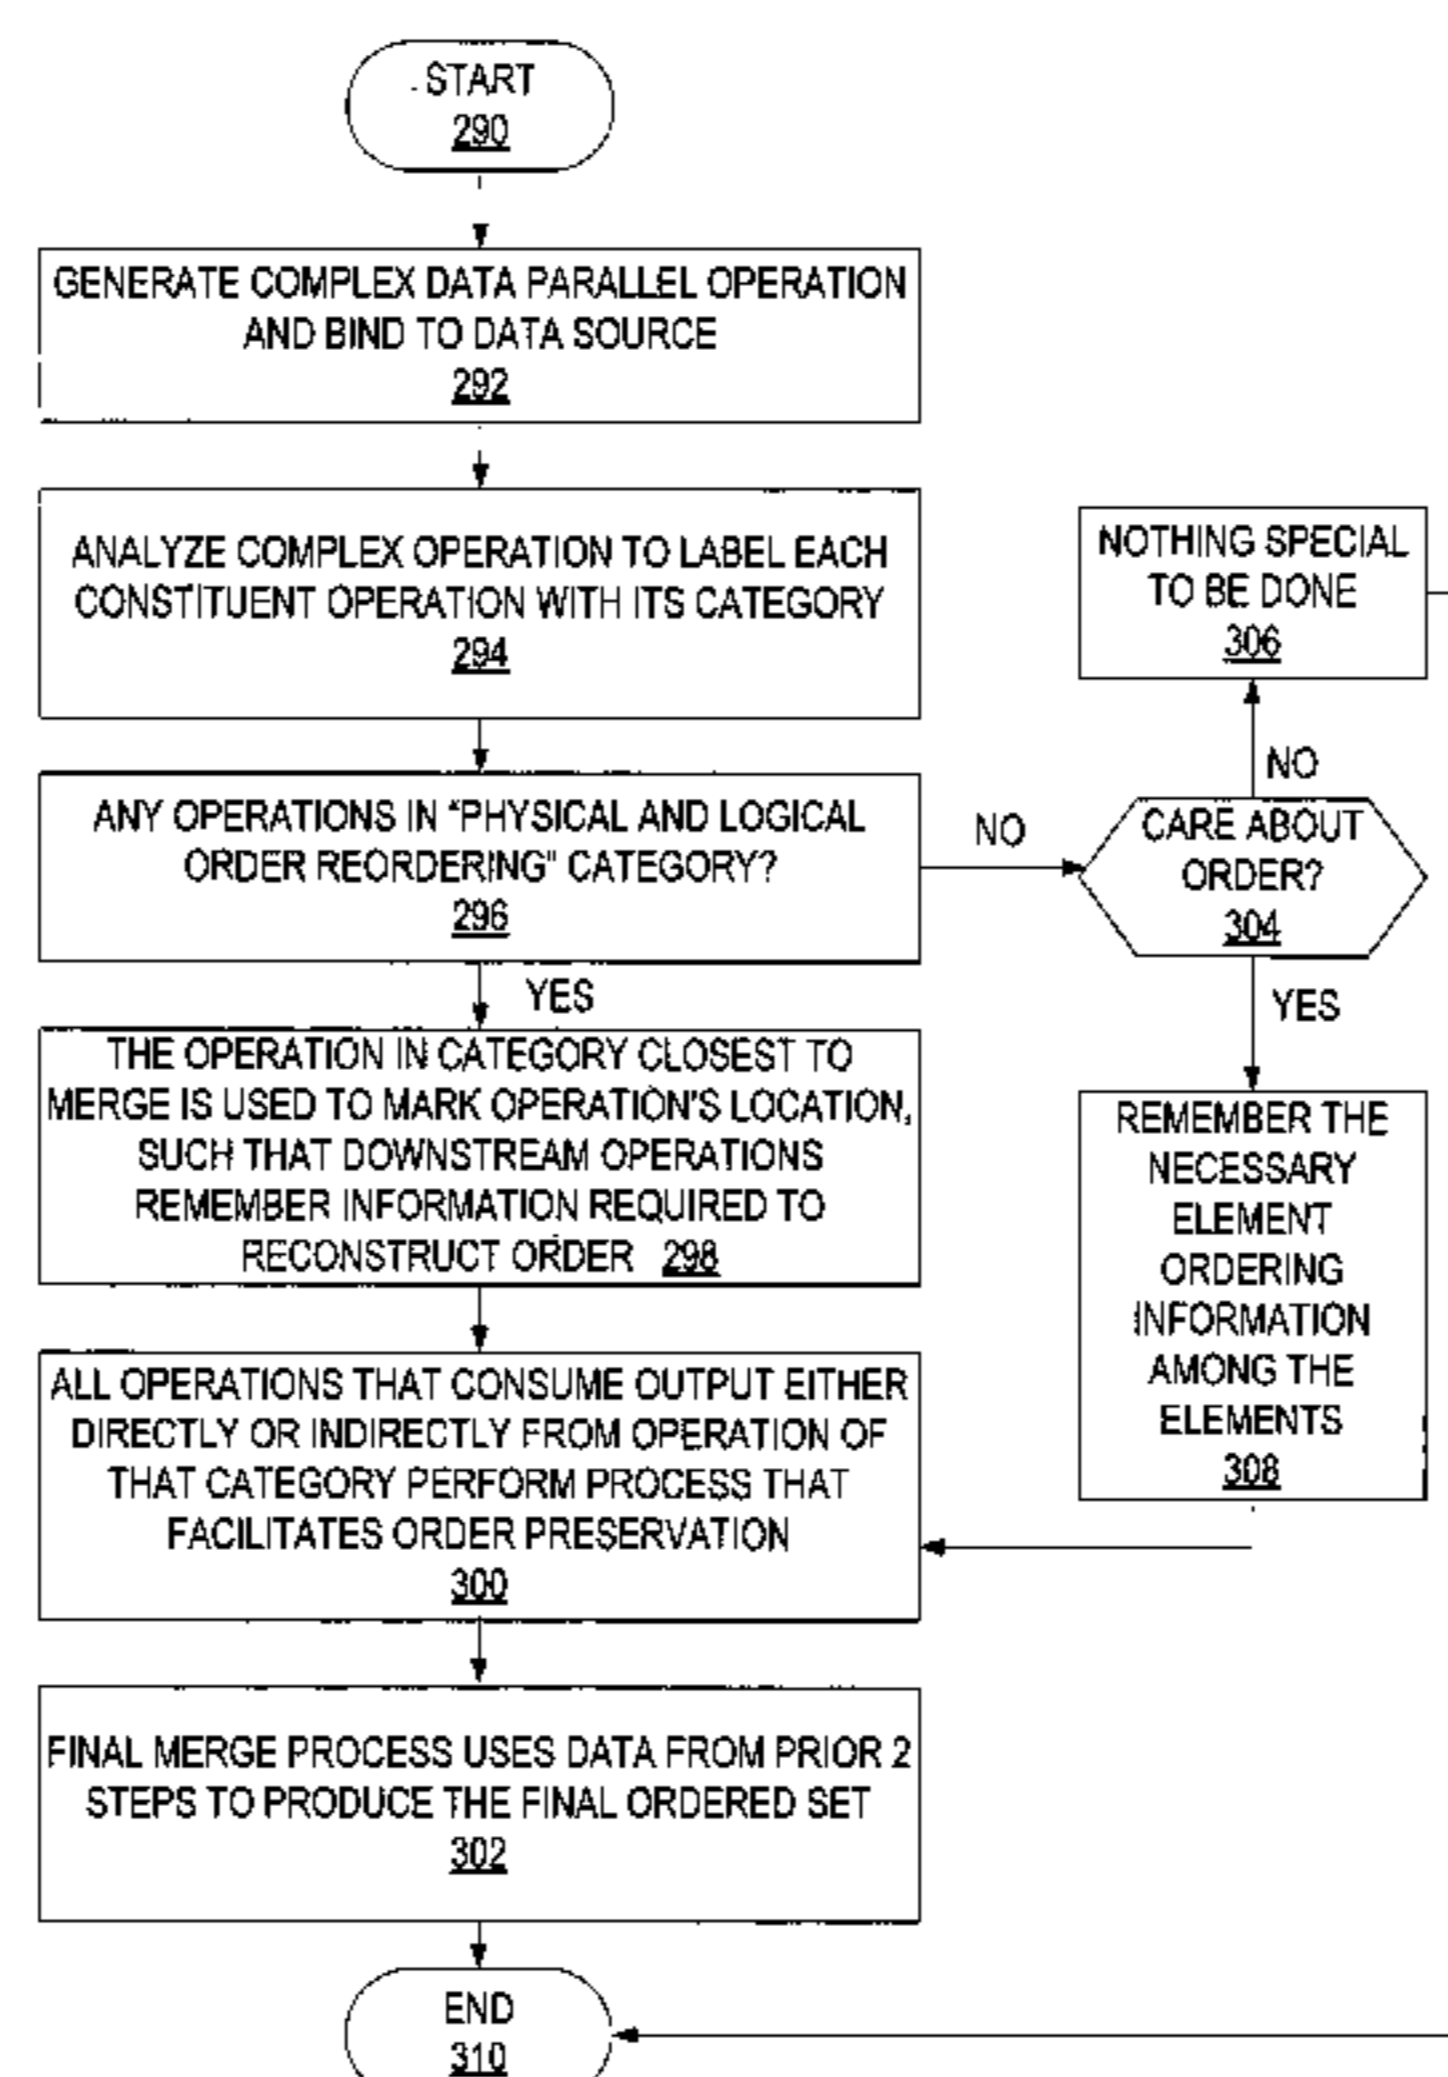 START
290
GENERATE COMPLEX DATA PARALLEL OPERATION
AND BIND TO DATA SOURCE
292
ANALYZE COMPLEX OPERATION TO LABEL EACH
CONSTITUENT OPERATION WITH ITS CATEGORY
294
ANY OPERATIONS IN "PHYSICAL AND LOGICAL
ORDER REORDERING" CATEGORY?
296
NO
YES
THE OPERATION IN CATEGORY CLOSEST TO
MERGE IS USED TO MARK OPERATION'S LOCATION,
SUCH THAT DOWNSTREAM OPERATIONS
REMEMBER INFORMATION REQUIRED TO
RECONSTRUCT ORDER 298
ALL OPERATIONS THAT CONSUME OUTPUT EITHER
DIRECTLY OR INDIRECTLY FROM OPERATION OF
THAT CATEGORY PERFORM PROCESS THAT
FACILITATES ORDER PRESERVATION
300
FINAL MERGE PROCESS USES DATA FROM PRIOR 2
STEPS TO PRODUCE THE FINAL ORDERED SET
302
END
310
NOTHING SPECIAL
TO BE DONE
306
NO
CARE ABOUT
ORDER?
304
YES
REMEMBER THE
NECESSARY
ELEMENT
ORDERING
INFORMATION
AMONG THE
ELEMENTS
308